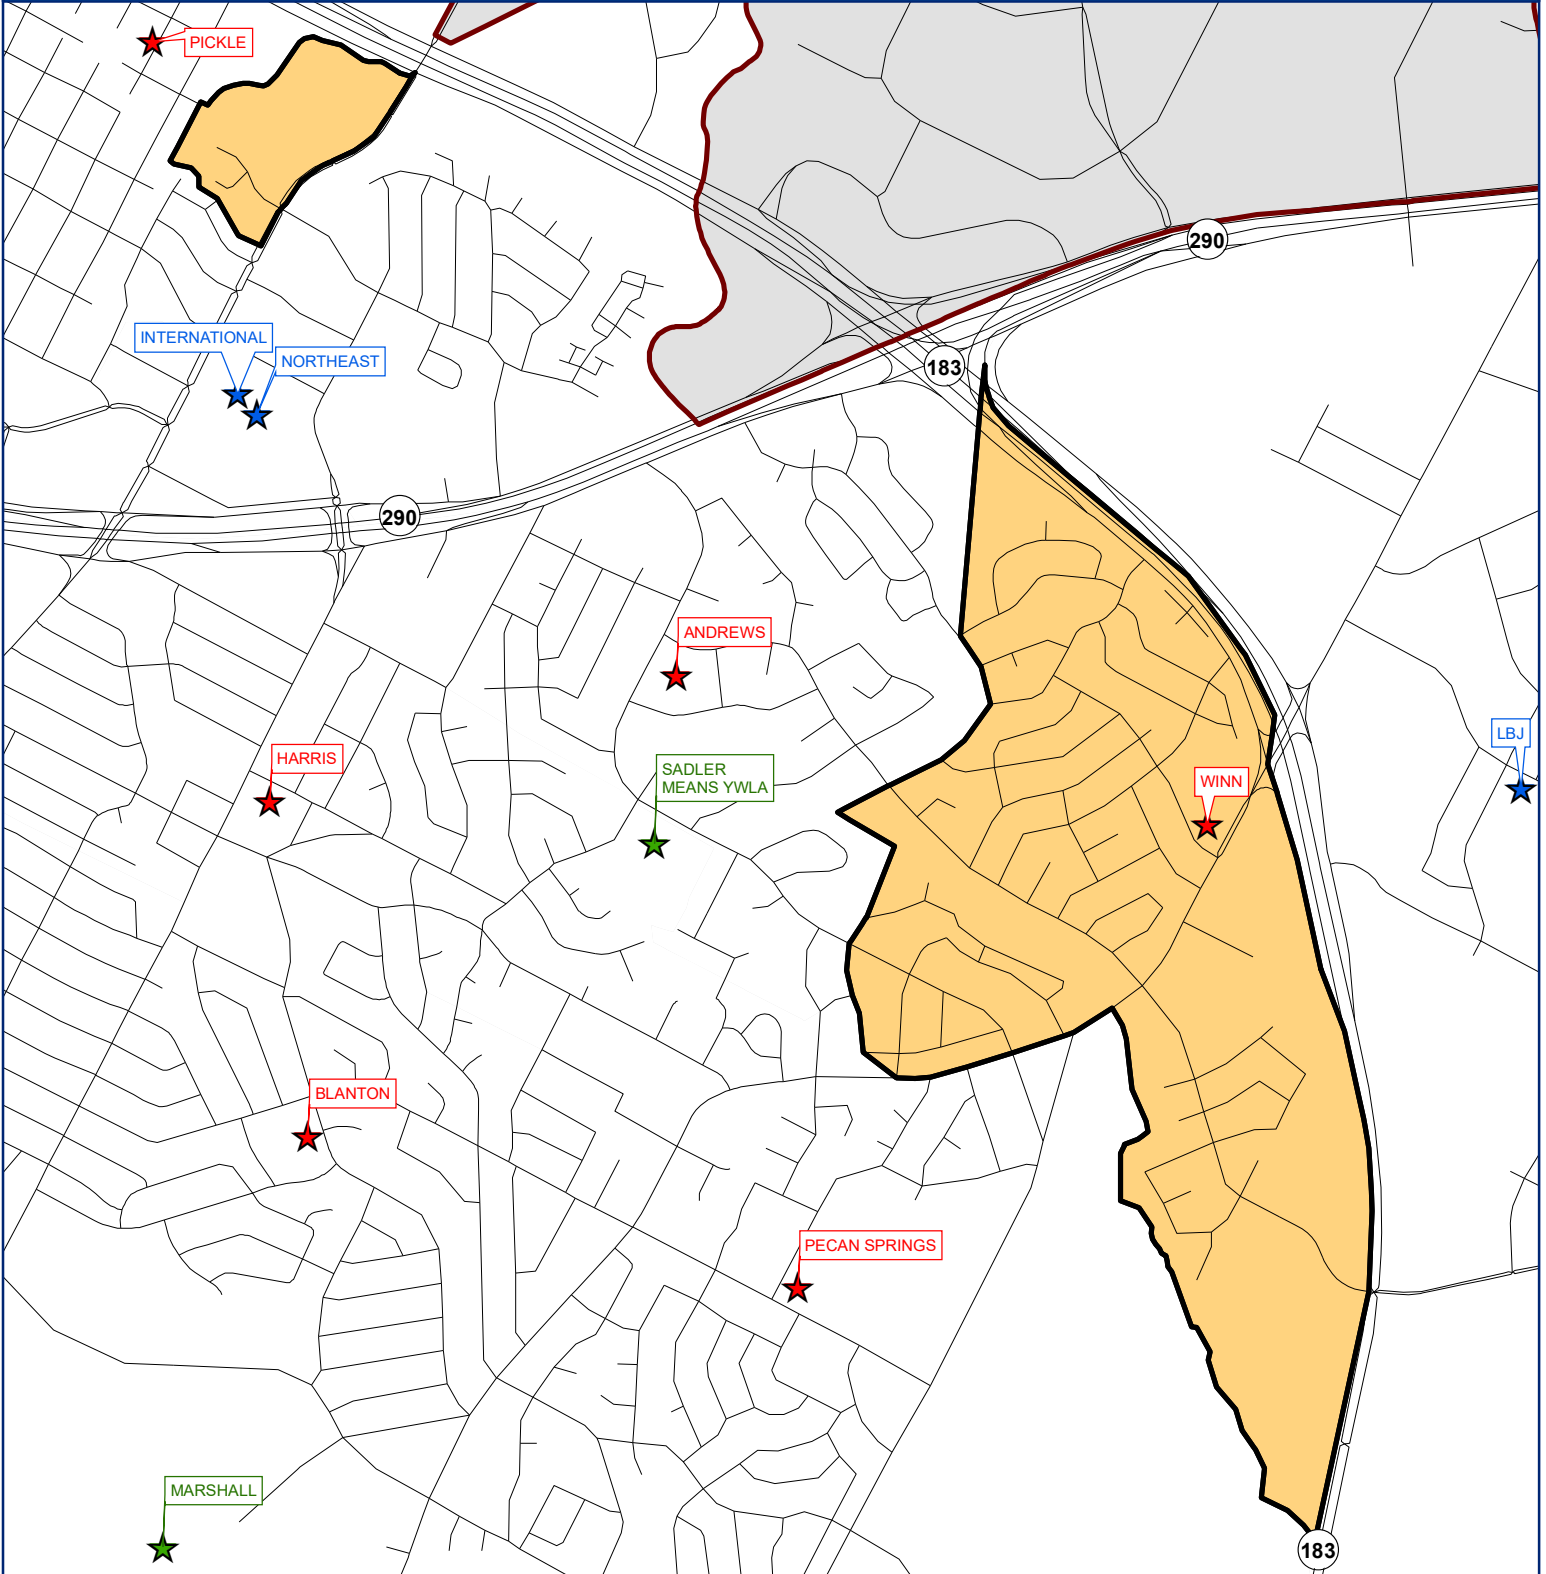 PICKLE
290
INTERNATIONAL
NORTHEAST
183
290
ANDREWS
LBJ
HARRIS
SADLER
MEANS YWLA
WINN
BLANTON
PECAN SPRINGS
MARSHALL
183